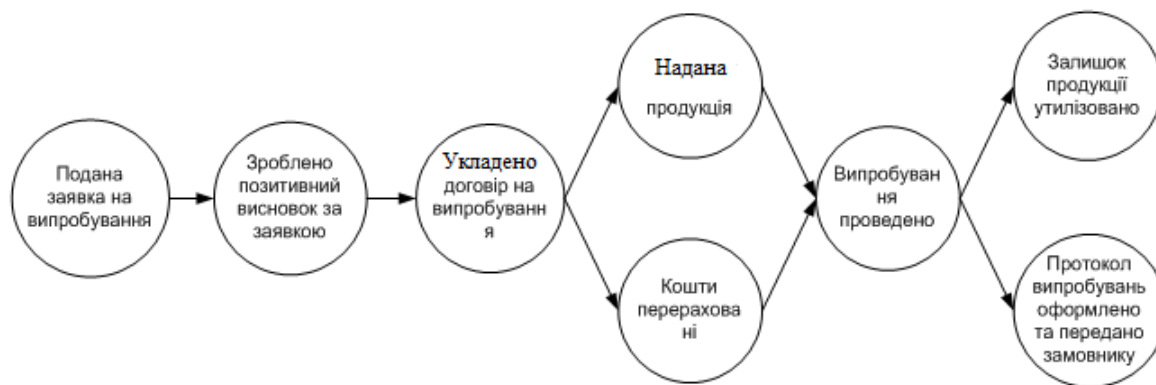 Подана
заявка на
випробування
Зроблено
позитивний
висновок за
заявкою
Укладено
договір на
випробуванн
я
Надана
продукція
Кошти
перерахова
ні
Випробуван
ня
проведено
Залишок
продукції
утилізовано
Протокол
випробувань
оформлено
та передано
замовнику